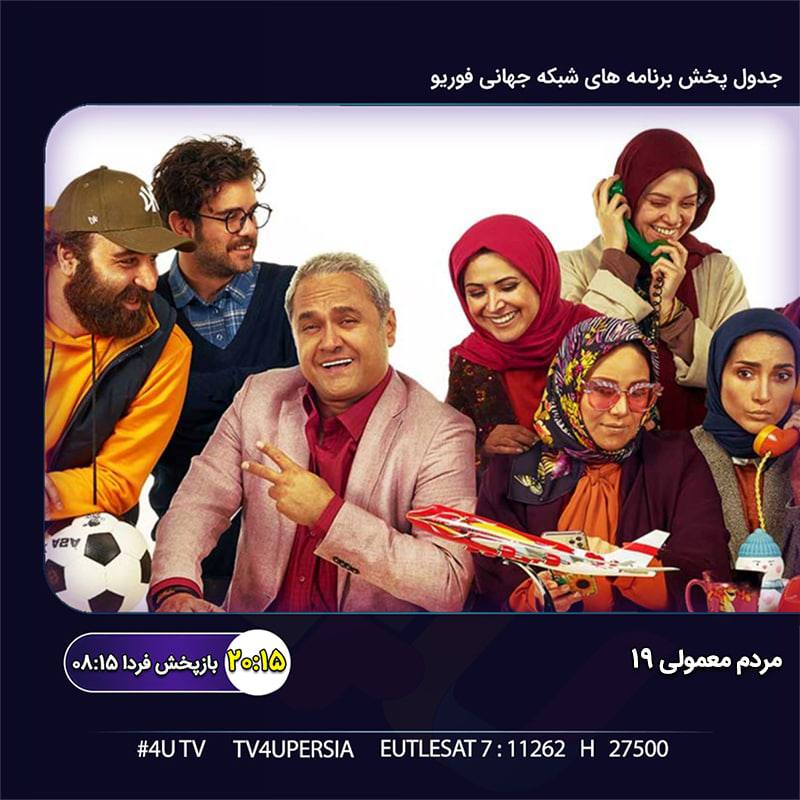 جدول پخش برنامه های شبکه جهانی فوریو
ABA
مردم معمولی ۱۹
۲۰:۱۵ بازپخش فردا ۰۸:۱۵
#4U TV TV4UPERSIA EUTLESAT 7 : 11262 H 27500